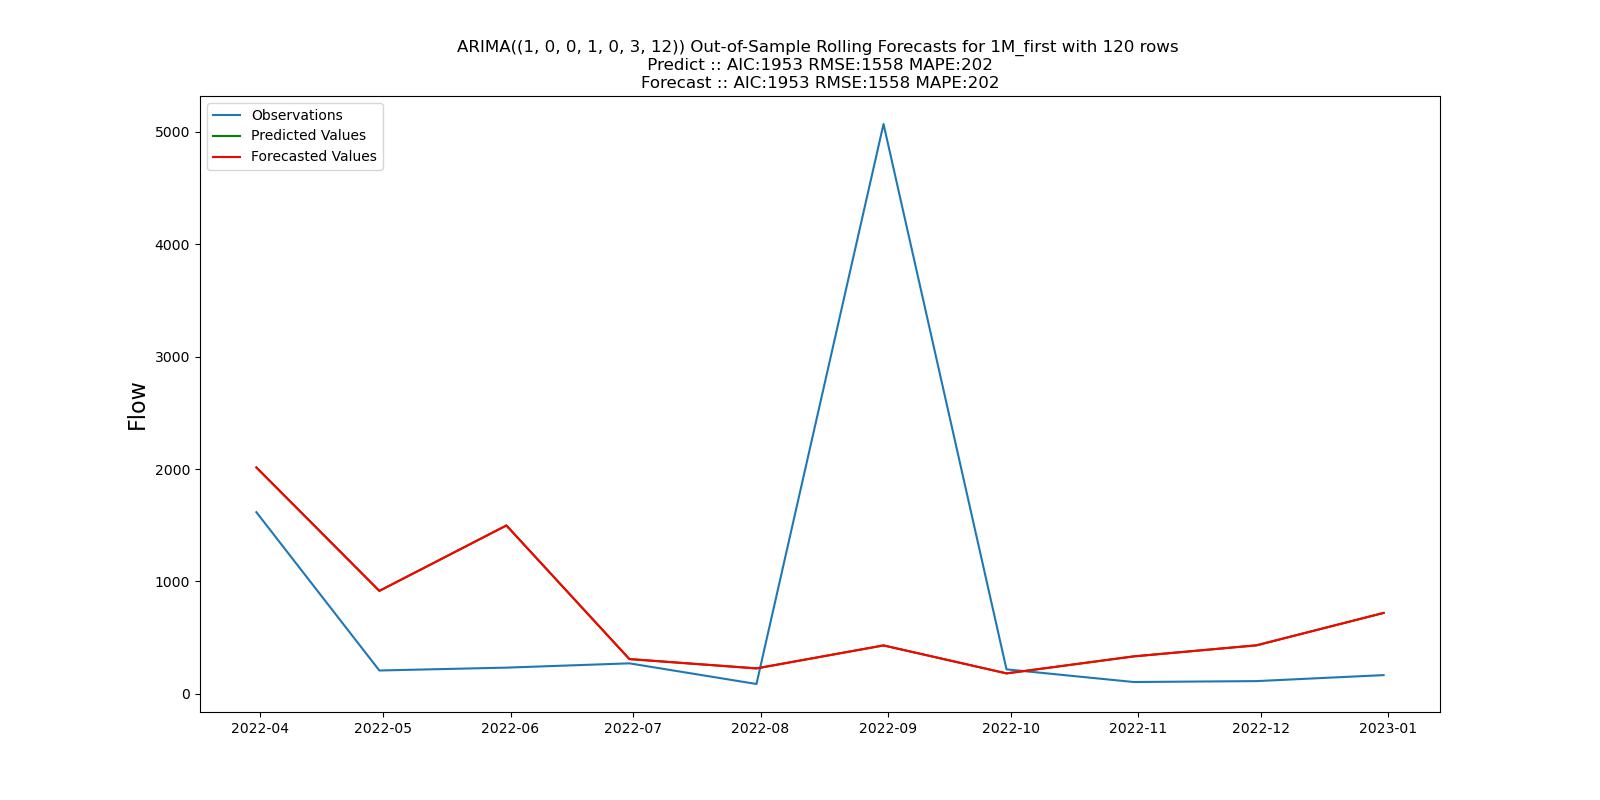 ARIMA((1, 0, 0, 1, 0, 3, 12)) Out-of-Sample Rolling Forecasts for 1M_first with 120 rows
Predict :: AIC:1953 RMSE:1558 MAPE:202
Forecast :: AIC:1953 RMSE:1558 MAPE:202
Observations
Predicted Values
Forecasted Values
5000
4000
3000
2000
1000
0
Flow
2022-04 2022-05 2022-06 2022-07 2022-08 2022-09 2022-10 2022-11 2022-12 2023-01